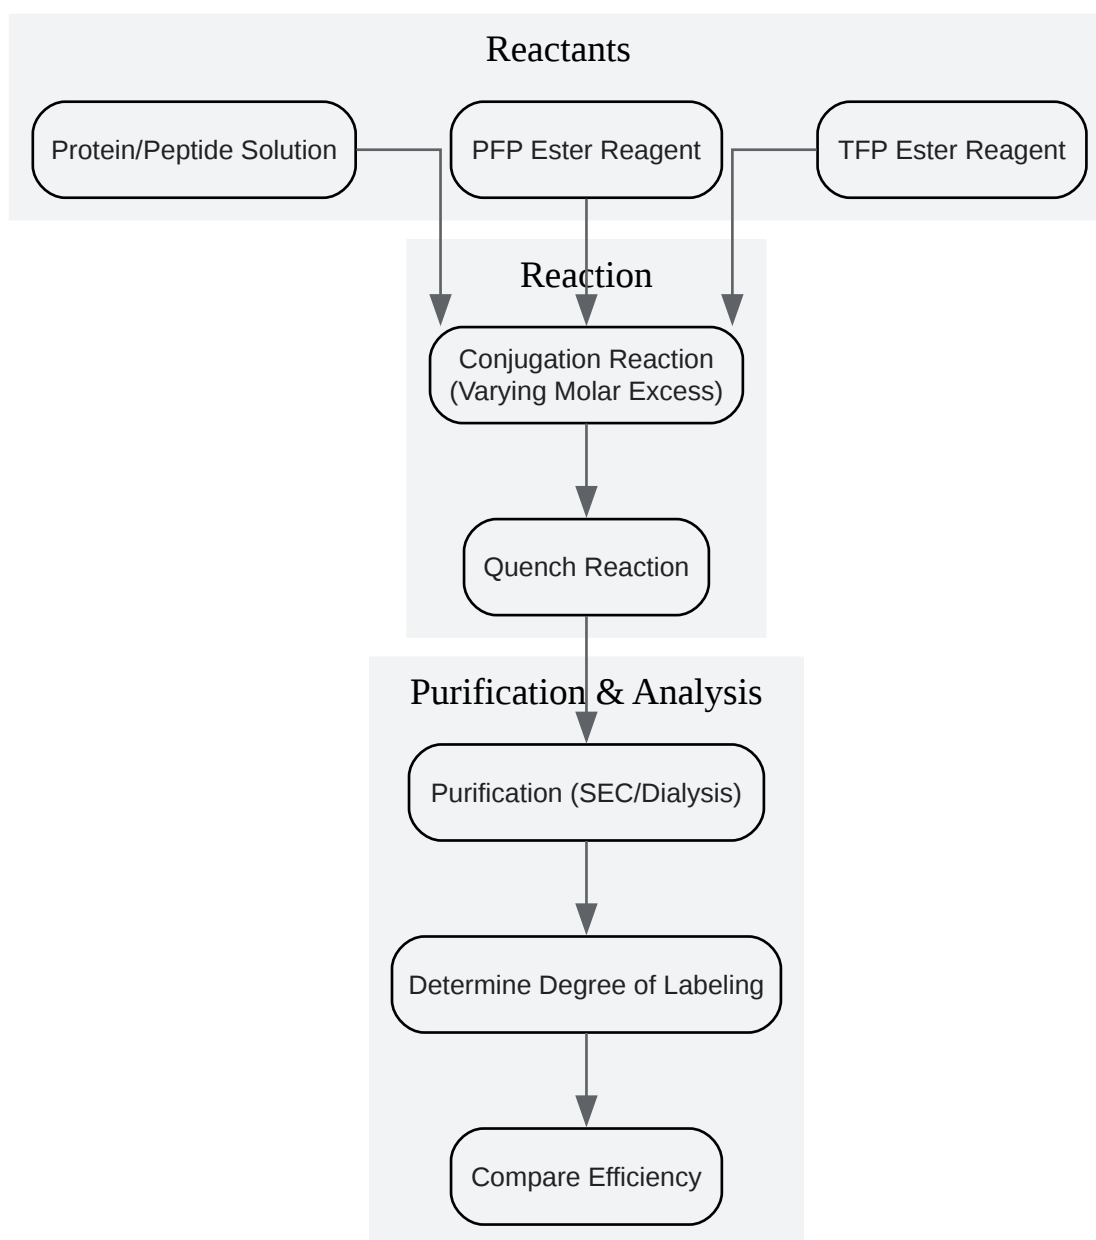 Reactants
Protein/Peptide Solution
PFP Ester Reagent
TFP Ester Reagent
Reaction
Conjugation Reaction
(Varying Molar Excess)
Quench Reaction
Purification & Analysis
Purification (SEC/Dialysis)
Determine Degree of Labeling
Compare Efficiency